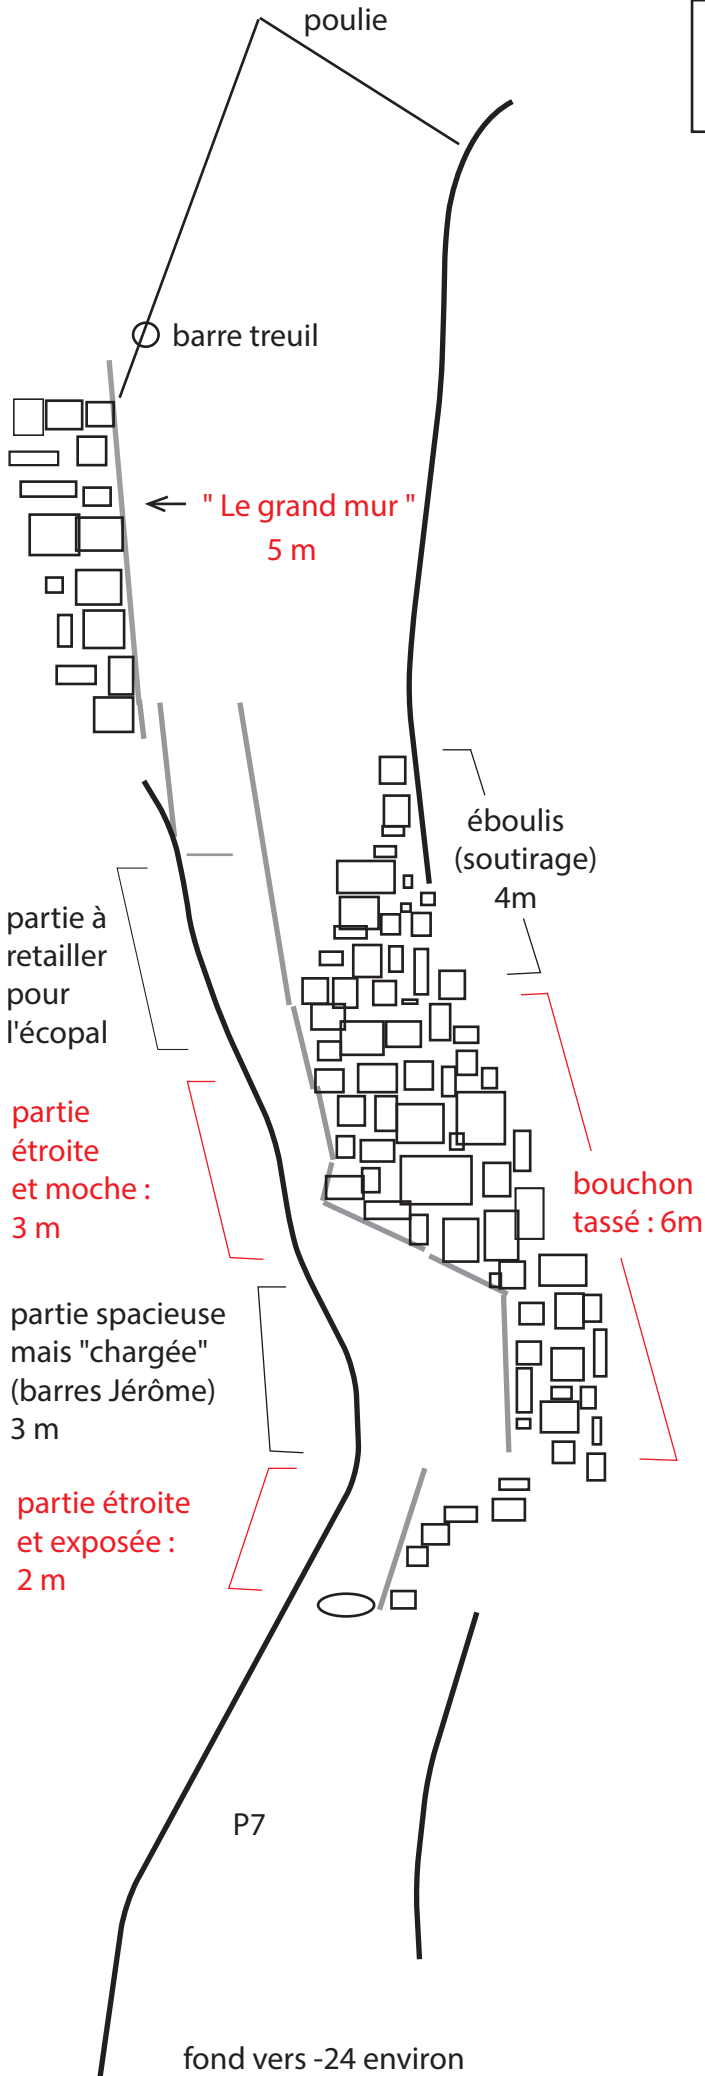 poulie
barre treuil
" Le grand mur "
5 m
éboulis
(soutirage)
4m
partie à
retailler
pour
l'écopal
partie
étroite
et moche :
3 m
bouchon
tassé : 6m
partie spacieuse
mais "chargée"
(barres Jérôme)
3 m
partie étroite
et exposée :
2 m
P7
fond vers -24 environ